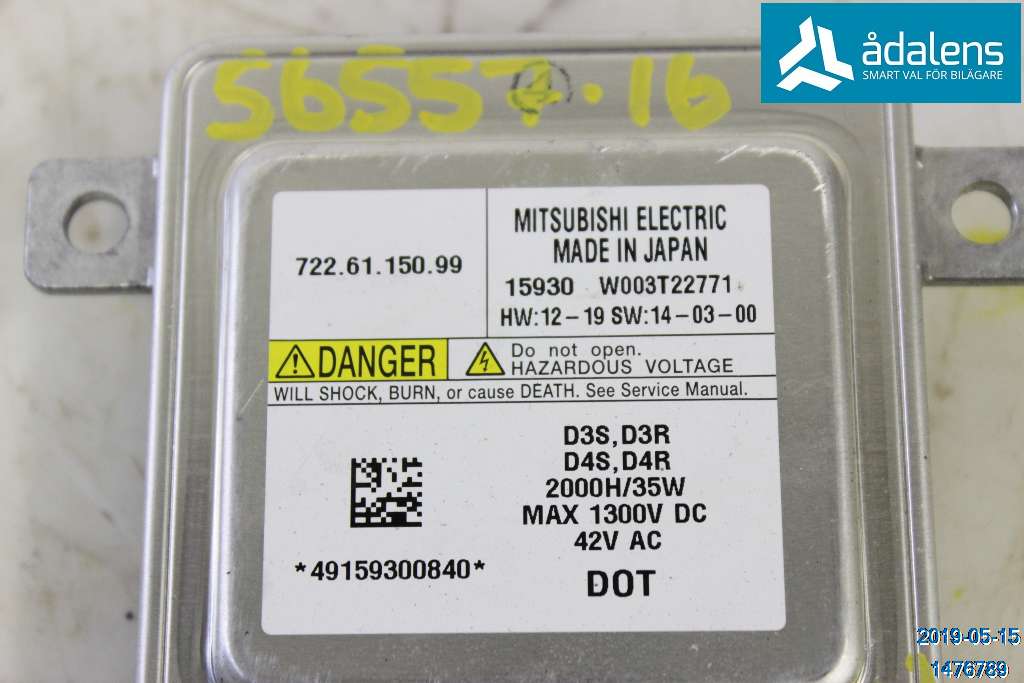 ådalens
SMART VAL FÖR BILÄGARE
S6557.16
4
722.61.150.99
MITSUBISHI ELECTRIC
MADE IN JAPAN
15930 W003T22771
HW:12-19 SW:14-03-00
DANGER
Do not open.
HAZARDOUS VOLTAGE
WILL SHOCK, BURN, or cause DEATH. See Service Manual.
D3S,D3R
D4S,D4R
2000H/35W
MAX 1300V DC
42V AC
*49159300840*
DOT
2019-05-15
1476789